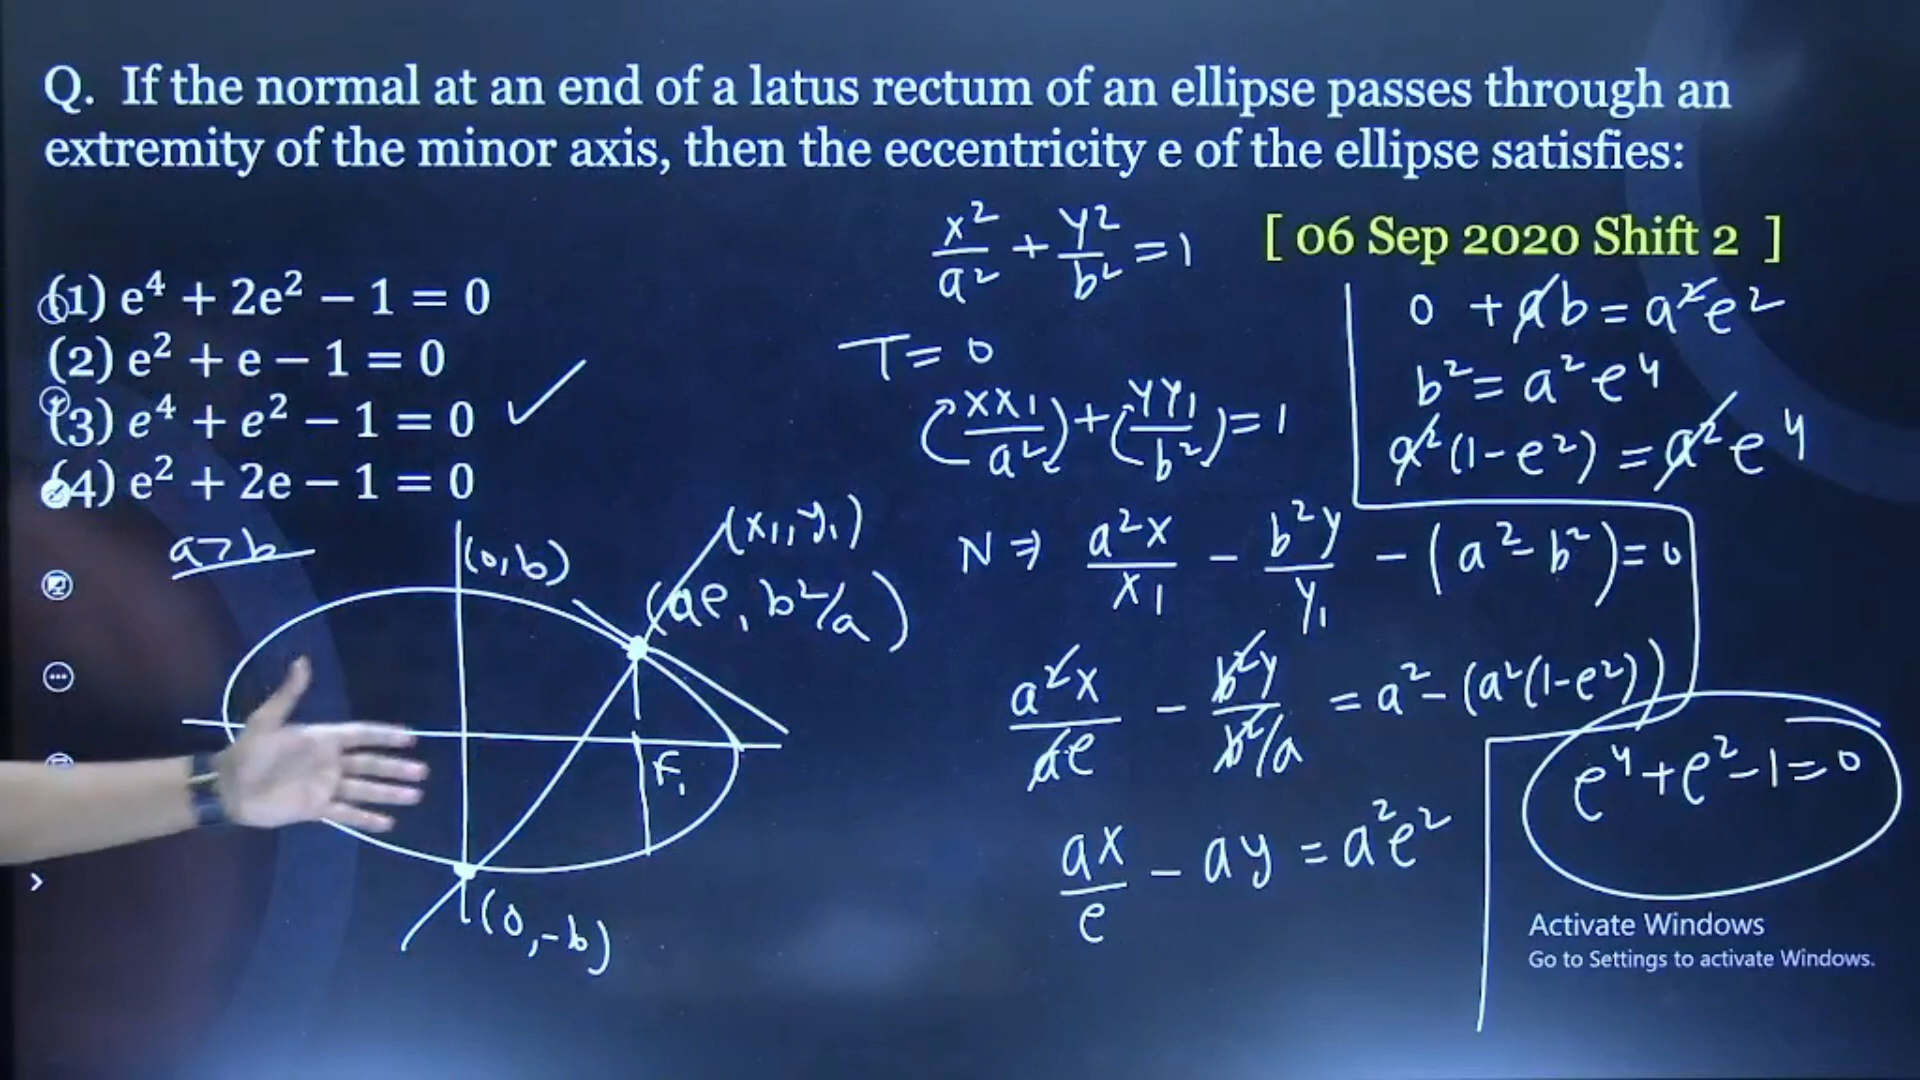 Q. If the normal at an end of a latus rectum of an ellipse passes through an
extremity of the minor axis, then the eccentricity e of the ellipse satisfies:
[ 06 Sep 2020 Shift 2 ]
(1) e⁴ + 2e² − 1 = 0
(2) e² + e − 1 = 0
(3) e⁴ + e² − 1 = 0 ✓
(4) e² + 2e − 1 = 0
a>b
(0,b)
(x₁,y₁)
(ae, b²/a)
F₁
(0,-b)
x²/a² + y²/b² = 1
T = 0
(xx₁/a²) + (yy₁/b²) = 1
N ⇒ a²x/x₁ − b²y/y₁ − (a²-b²) = 0
a²x/ae − b²y/b²/a = a² − (a²(1-e²))
ax/e − ay = a²e²
0 + ab = a²e²
b² = a²e⁴
a²(1-e²) = a²e⁴
e⁴+e²-1=0
Activate Windows
Go to Settings to activate Windows.